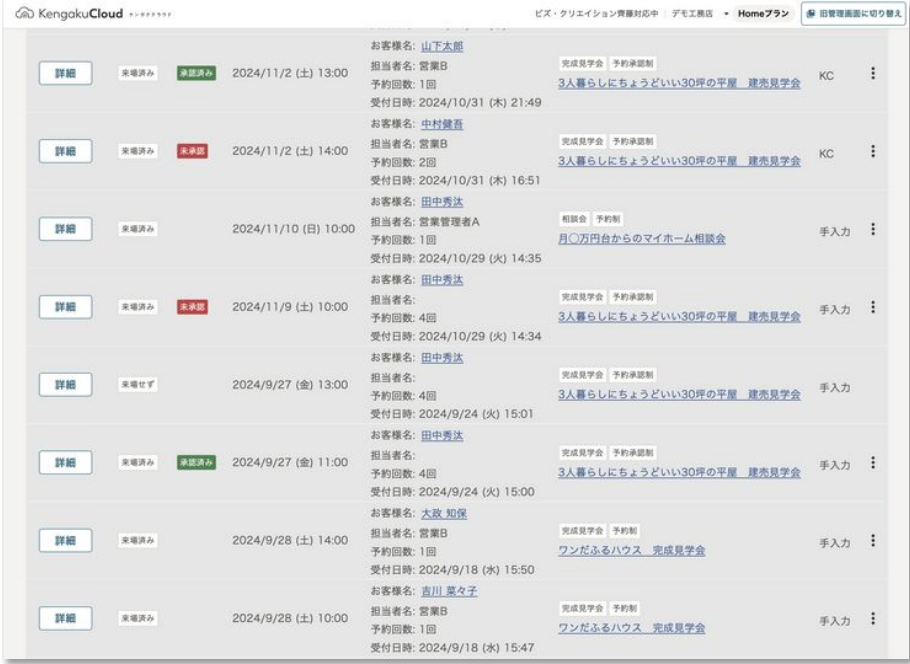 KengakuCloud ケンガククラウド ビズ・クリエイション齊藤対応中 デモ工務店 Homeプラン 旧管理画面に切り替え
お客様名: 山下太郎
詳細 来場済み 承認済み 2024/11/2 (土) 13:00
担当者名: 営業B
予約回数: 1回
受付日時: 2024/10/31 (木) 21:49
完成見学会 予約承認制
3人暮らしにちょうどいい30坪の平屋 建売見学会
KC
お客様名: 中村健吾
詳細 来場済み 未承認 2024/11/2 (土) 14:00
担当者名: 営業B
予約回数: 2回
受付日時: 2024/10/31 (木) 16:51
完成見学会 予約承認制
3人暮らしにちょうどいい30坪の平屋 建売見学会
KC
お客様名: 田中秀汰
詳細 来場済み 2024/11/10 (日) 10:00
担当者名: 営業管理者A
予約回数: 1回
受付日時: 2024/10/29 (火) 14:35
相談会 予約制
月〇万円台からのマイホーム相談会
手入力
お客様名: 田中秀汰
詳細 来場済み 未承認 2024/11/9 (土) 10:00
担当者名:
予約回数: 4回
受付日時: 2024/10/29 (火) 14:34
完成見学会 予約承認制
3人暮らしにちょうどいい30坪の平屋 建売見学会
手入力
お客様名: 田中秀汰
詳細 来場せず 2024/9/27 (金) 13:00
担当者名:
予約回数: 4回
受付日時: 2024/9/24 (火) 15:01
完成見学会 予約承認制
3人暮らしにちょうどいい30坪の平屋 建売見学会
手入力
お客様名: 田中秀汰
詳細 来場済み 承認済み 2024/9/27 (金) 11:00
担当者名:
予約回数: 4回
受付日時: 2024/9/24 (火) 15:00
完成見学会 予約承認制
3人暮らしにちょうどいい30坪の平屋 建売見学会
手入力
お客様名: 大政 知保
詳細 来場済み 2024/9/28 (土) 14:00
担当者名: 営業B
予約回数: 1回
受付日時: 2024/9/18 (水) 15:50
完成見学会 予約制
ワンだふるハウス 完成見学会
手入力
お客様名: 吉川 菜々子
詳細 来場済み 2024/9/28 (土) 10:00
担当者名: 営業B
予約回数: 1回
受付日時: 2024/9/18 (水) 15:47
完成見学会 予約制
ワンだふるハウス 完成見学会
手入力